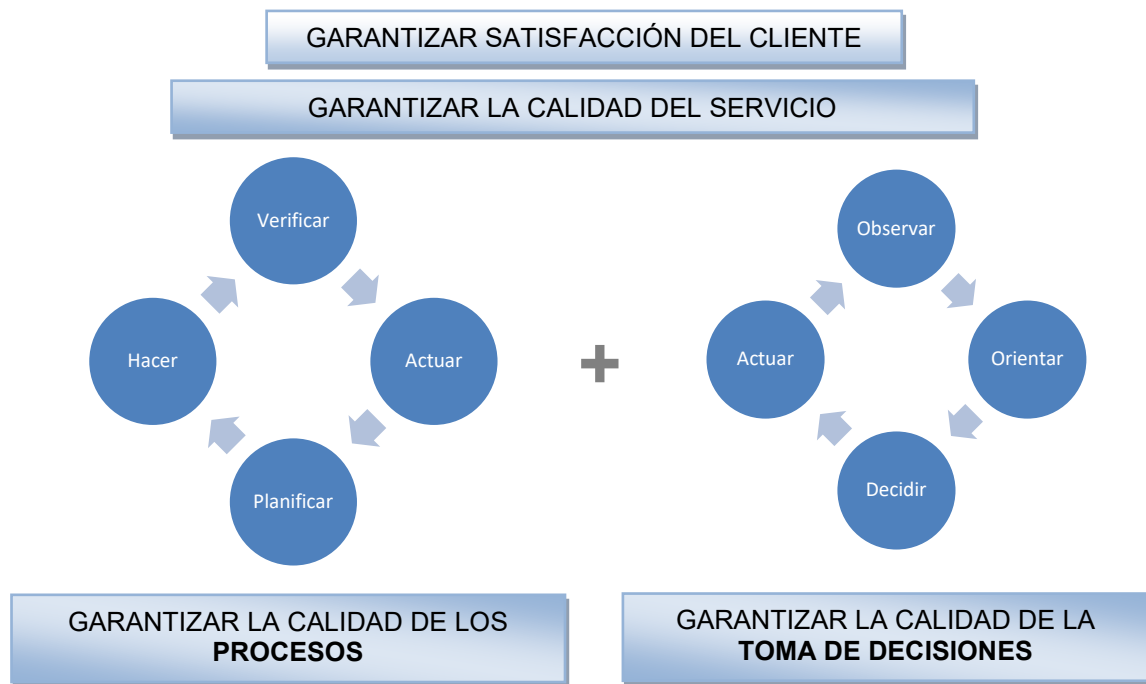 GARANTIZAR SATISFACCIÓN DEL CLIENTE
GARANTIZAR LA CALIDAD DEL SERVICIO
Verificar
Hacer
Actuar
Planificar
+
Observar
Actuar
Orientar
Decidir
GARANTIZAR LA CALIDAD DE LOS
PROCESOS
GARANTIZAR LA CALIDAD DE LA
TOMA DE DECISIONES